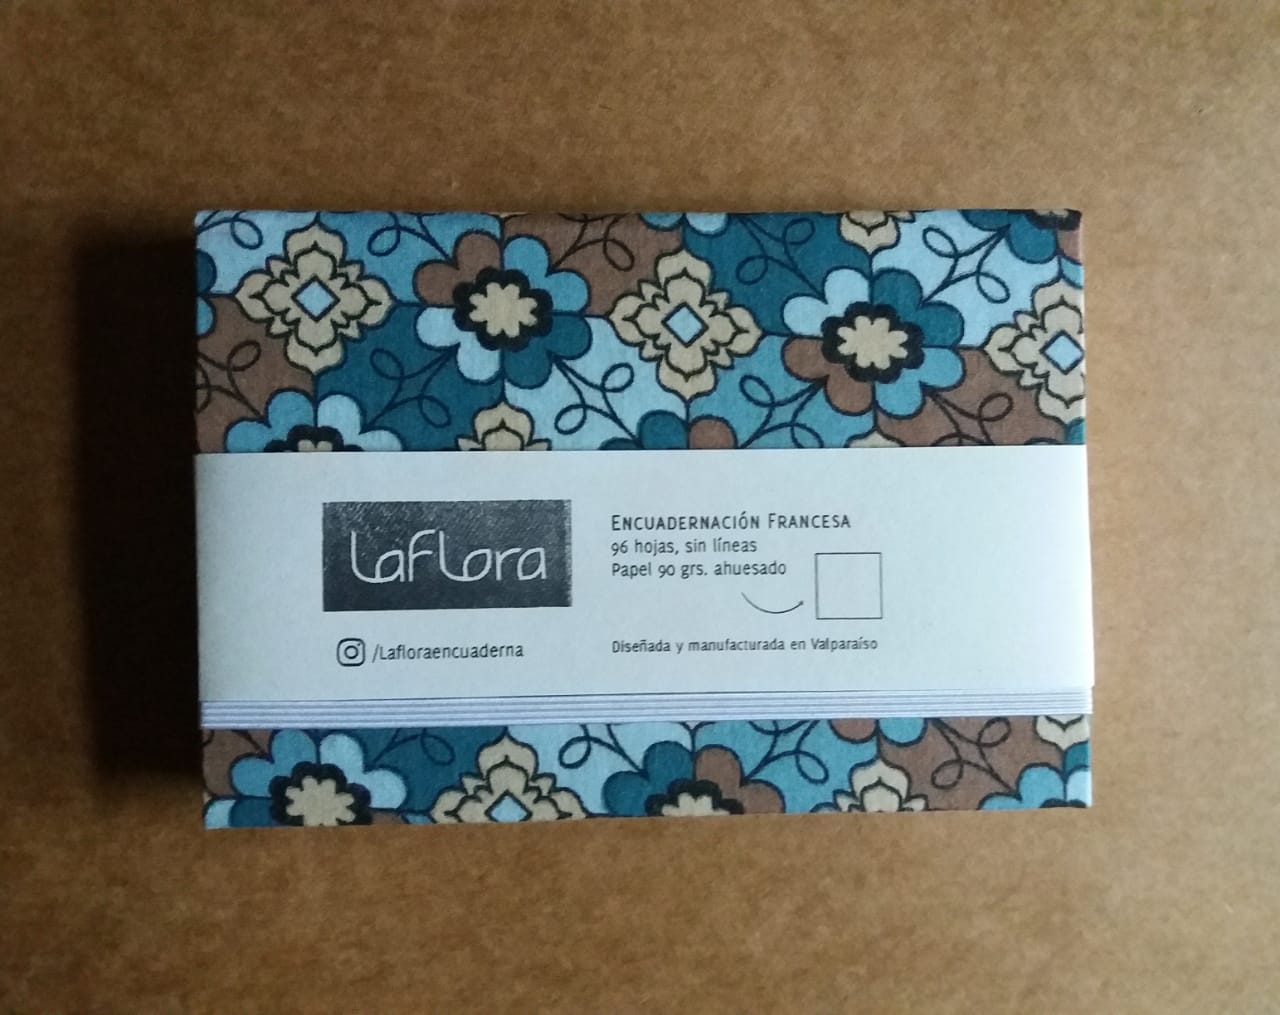 LaFlora
/Lafloraencuaderna
Encuadernación Francesa
96 hojas, sin líneas
Papel 90 grs. ahuesado
Diseñada y manufacturada en Valparaíso